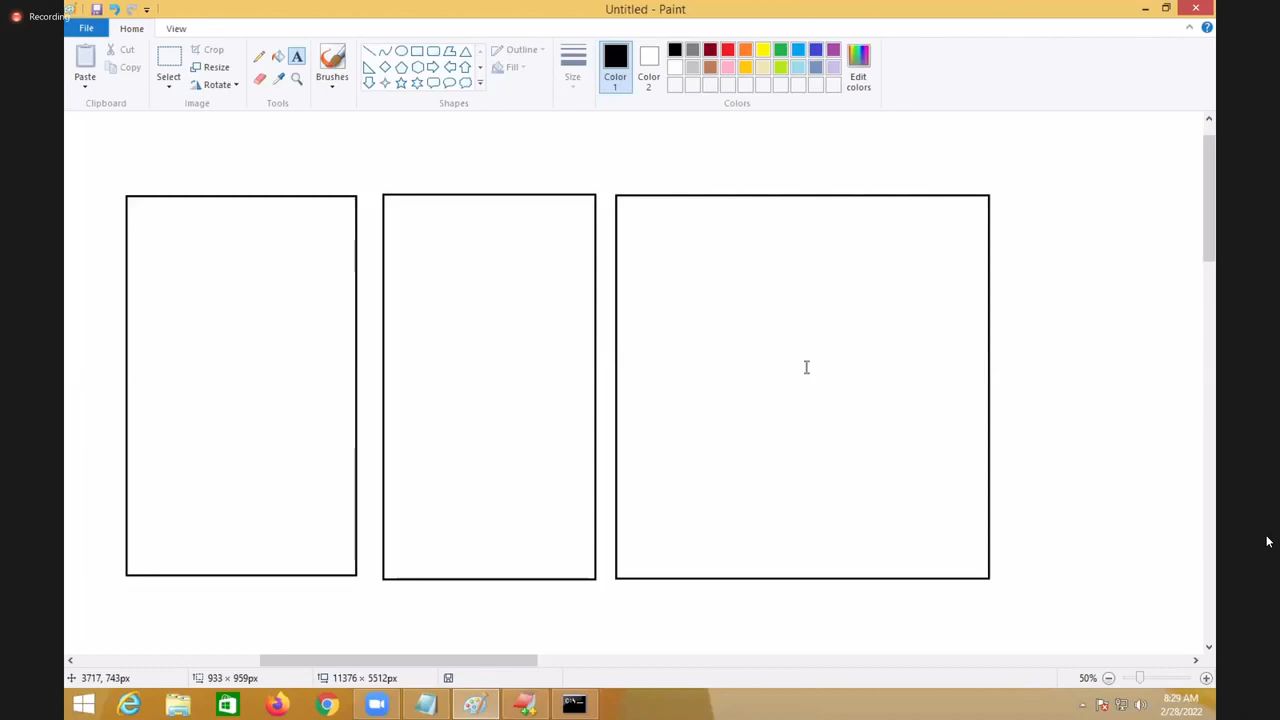 Recording
Untitled - Paint
File
Home
View
Paste
Cut
Copy
Clipboard
Select
Crop
Resize
Rotate
Image
A
Tools
Brushes
Shapes
Outline
Fill
Size
Color 1
Color 2
Edit colors
Colors
3717, 743px
933 × 959px
11376 × 5512px
50%
8:29 AM
2/28/2022